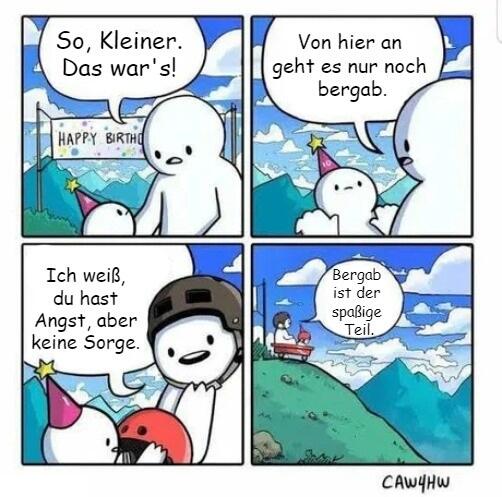 So, Kleiner.
Das war's!
HAPPY BIRTHD
Von hier an
geht es nur noch
bergab.
10
Ich weiß,
du hast
Angst, aber
keine Sorge.
Bergab
ist der
spaßige
Teil.
CAW4HW